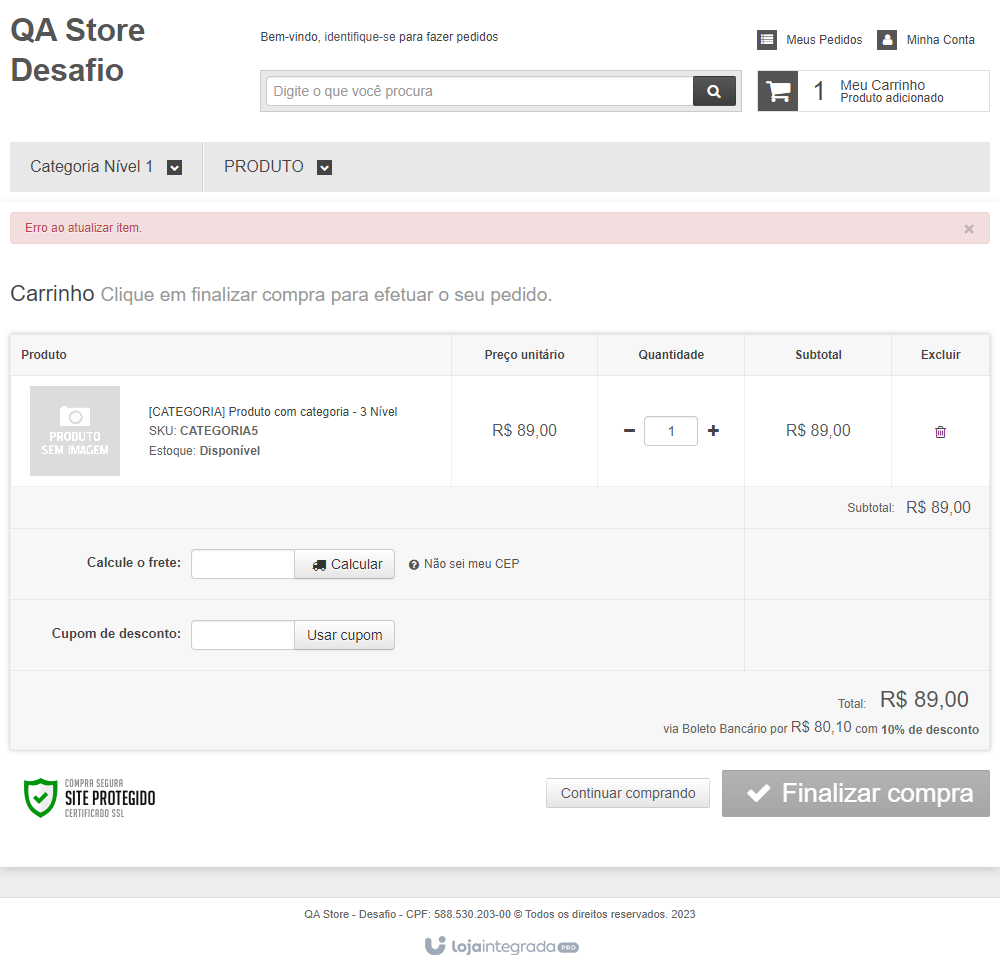 QA Store
Desafio
Bem-vindo, identifique-se para fazer pedidos
Meus Pedidos
Minha Conta
Digite o que você procura
1
Meu Carrinho
Produto adicionado
Categoria Nível 1
PRODUTO
Erro ao atualizar item.
×
Carrinho Clique em finalizar compra para efetuar o seu pedido.
Produto
Preço unitário
Quantidade
Subtotal
Excluir
PRODUTO
SEM IMAGEM
[CATEGORIA] Produto com categoria - 3 Nível
SKU: CATEGORIA5
Estoque: Disponível
R$ 89,00
1
R$ 89,00
Subtotal: R$ 89,00
Calcule o frete:
Calcular
Não sei meu CEP
Cupom de desconto:
Usar cupom
Total: R$ 89,00
via Boleto Bancário por R$ 80,10 com 10% de desconto
COMPRA SEGURA
SITE PROTEGIDO
CERTIFICADO SSL
Continuar comprando
Finalizar compra
QA Store - Desafio - CPF: 588.530.203-00 © Todos os direitos reservados. 2023
lojaintegrada PRO